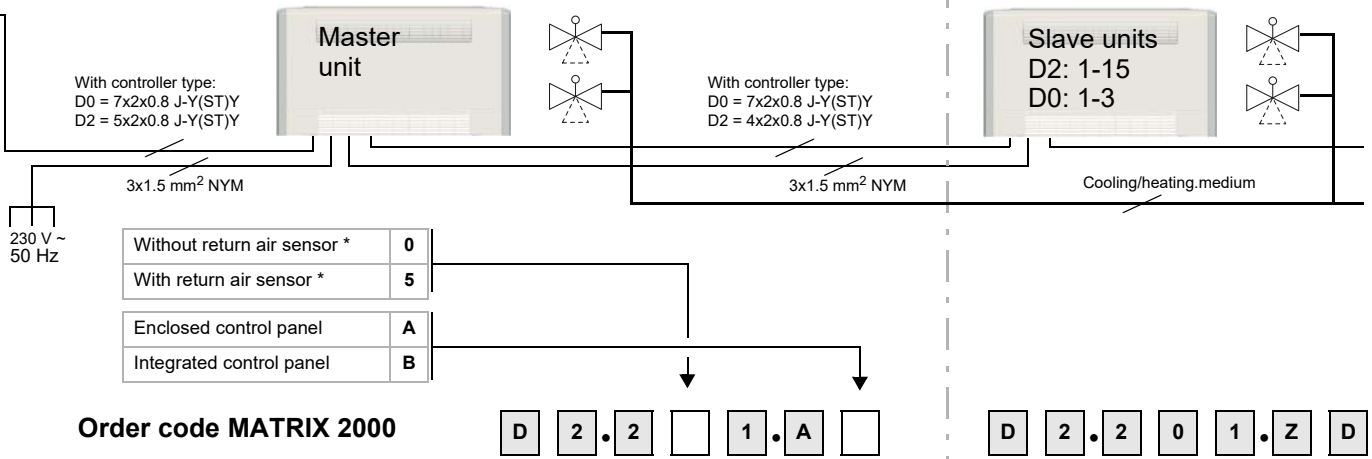 Master
unit
With controller type:
D0 = 7x2x0.8 J-Y(ST)Y
D2 = 5x2x0.8 J-Y(ST)Y
3x1.5 mm² NYM
230 V ~
50 Hz
With controller type:
D0 = 7x2x0.8 J-Y(ST)Y
D2 = 4x2x0.8 J-Y(ST)Y
3x1.5 mm² NYM
Slave units
D2: 1-15
D0: 1-3
Cooling/heating.medium
Without return air sensor * 0
With return air sensor * 5
Enclosed control panel A
Integrated control panel B
Order code MATRIX 2000
D 2 . 2 1 . A
D 2 . 2 0 1 . Z D